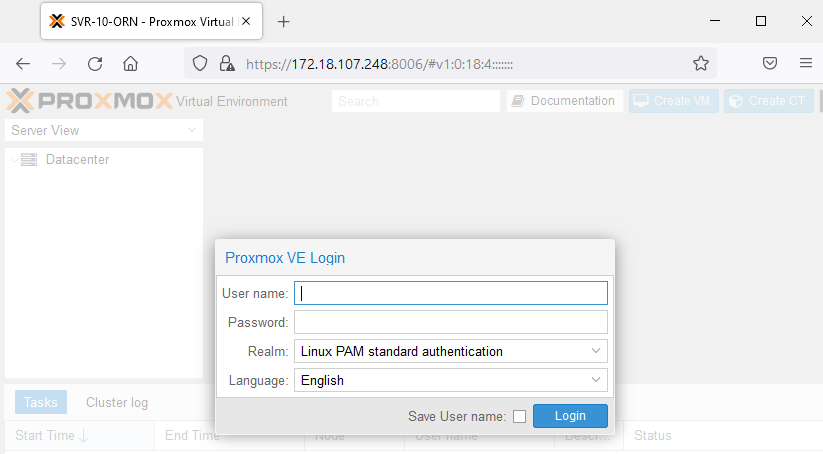 SVR-10-ORN - Proxmox Virtual
https://172.18.107.248:8006/#v1:0:18:4:::::::
PROXMOX Virtual Environment Search Documentation Create VM Create CT
Server View
Datacenter
Proxmox VE Login
User name:
Password:
Realm: Linux PAM standard authentication
Language: English
Save User name: Login
Tasks Cluster log
Start Time End Time Node User name Descr... Status